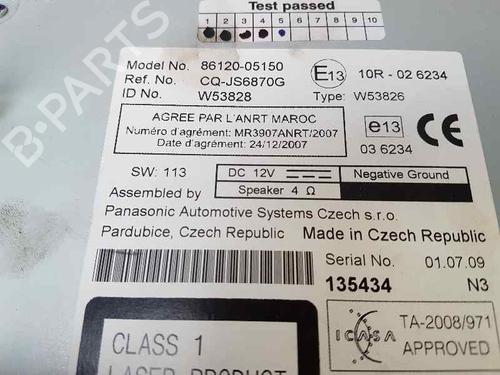 Test passed
1 2 3 4 5 6 7 8 9 10
Model No. 86120-05150
Ref. No. CQ-JS6870G
ID No W53828
E13
10R - 02 6234
Type: W53826
AGREE PAR L'ANRT MAROC
Numéro d'agrément: MR3907ANRT/2007
Date d'agrément: 24/12/2007
e13
03 6234
CE
SW: 113
DC 12V
Negative Ground
Assembled by
Speaker 4 Ω
Panasonic Automotive Systems Czech s.r.o.
Pardubice, Czech Republic
Made in Czech Republic
Serial No. 01.07.09
135434 N3
ICASA
TA-2008/971
APPROVED
CLASS 1
LASER PRODUCT
B-PARTS